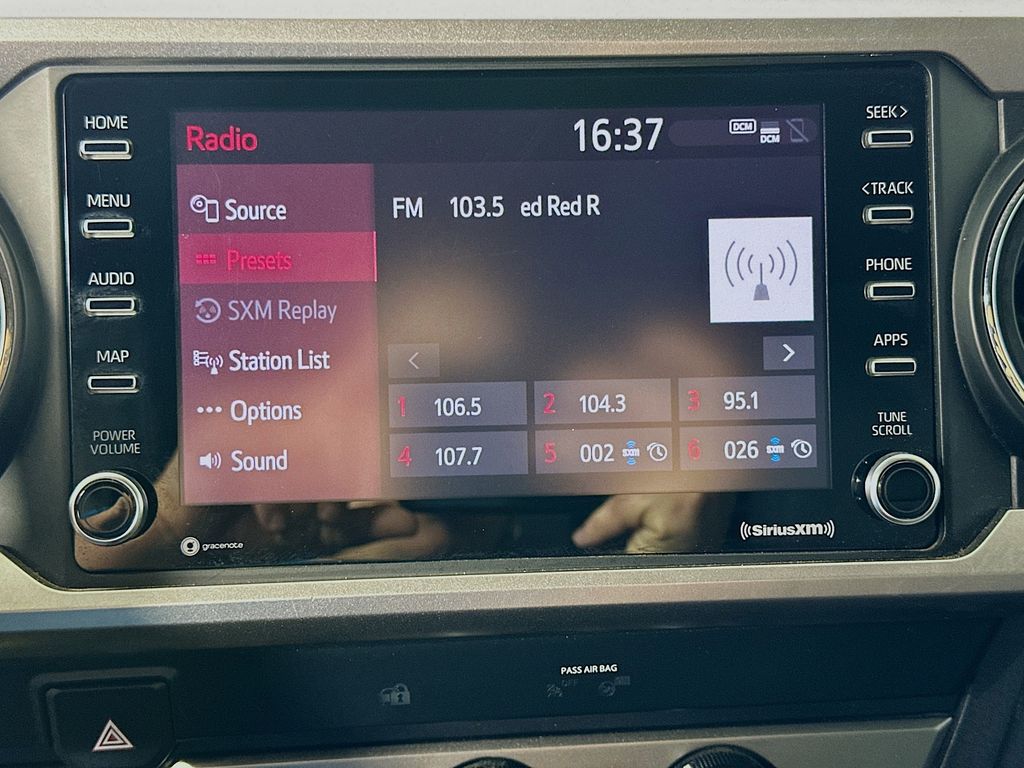 HOME
MENU
AUDIO
MAP
POWER
VOLUME
Radio
16:37
DCM
DCM
Source
Presets
SXM Replay
Station List
Options
Sound
FM 103.5 ed Red R
<
>
1 106.5
2 104.3
3 95.1
4 107.7
5 002 sxm
6 026 sxm
SEEK>
<TRACK
PHONE
APPS
TUNE
SCROLL
gracenote
((SiriusXM))
PASS AIR BAG
OFF